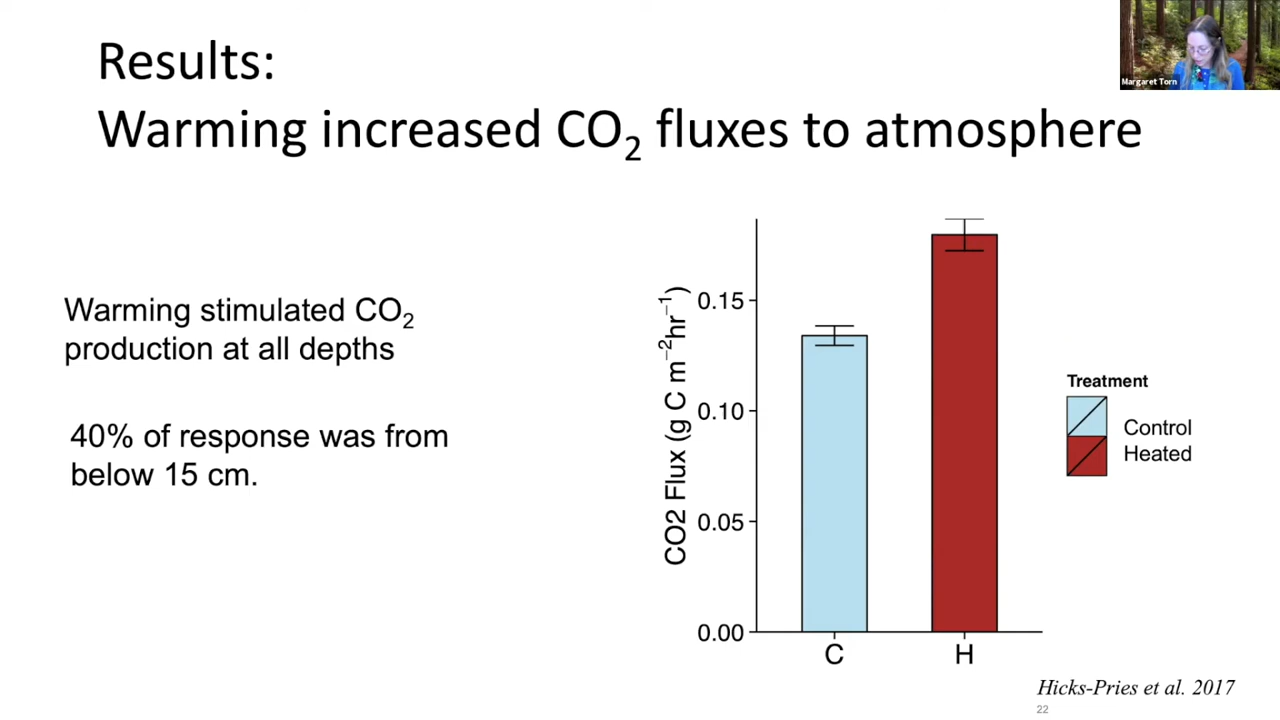 Results:
Warming increased CO₂ fluxes to atmosphere
Margaret Torn
Warming stimulated CO₂
production at all depths
40% of response was from
below 15 cm.
CO2 Flux (g C m⁻²hr⁻¹)
0.15
0.10
0.05
0.00
C
H
Treatment
Control
Heated
Hicks-Pries et al. 2017
22